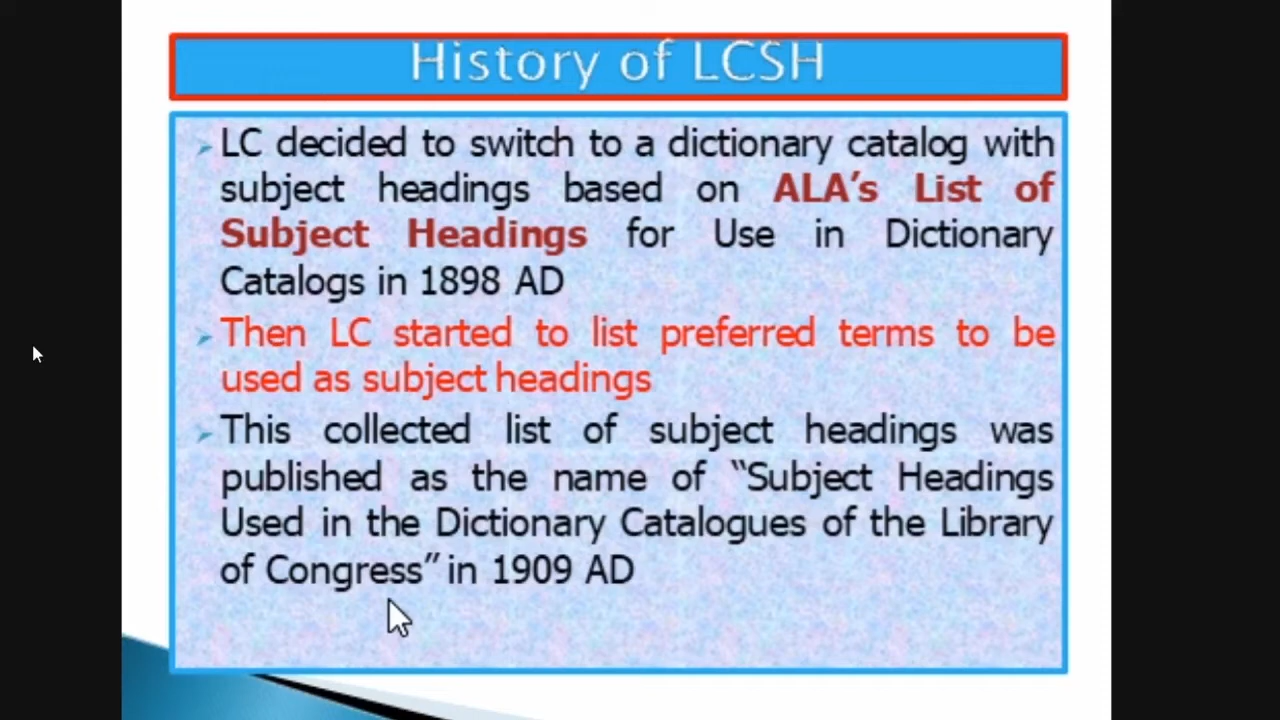 History of LCSH
LC decided to switch to a dictionary catalog with
subject headings based on ALA's List of
Subject Headings for Use in Dictionary
Catalogs in 1898 AD
Then LC started to list preferred terms to be
used as subject headings
This collected list of subject headings was
published as the name of “Subject Headings
Used in the Dictionary Catalogues of the Library
of Congress” in 1909 AD